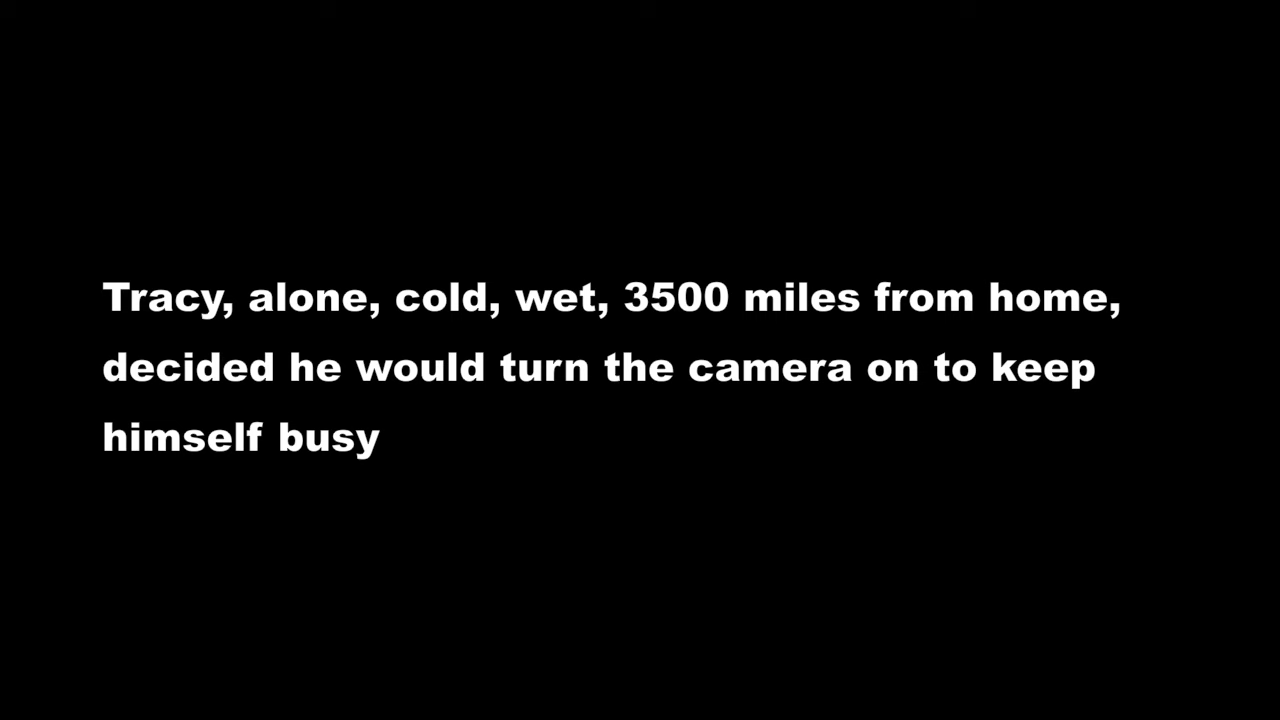 Tracy, alone, cold, wet, 3500 miles from home,
decided he would turn the camera on to keep
himself busy